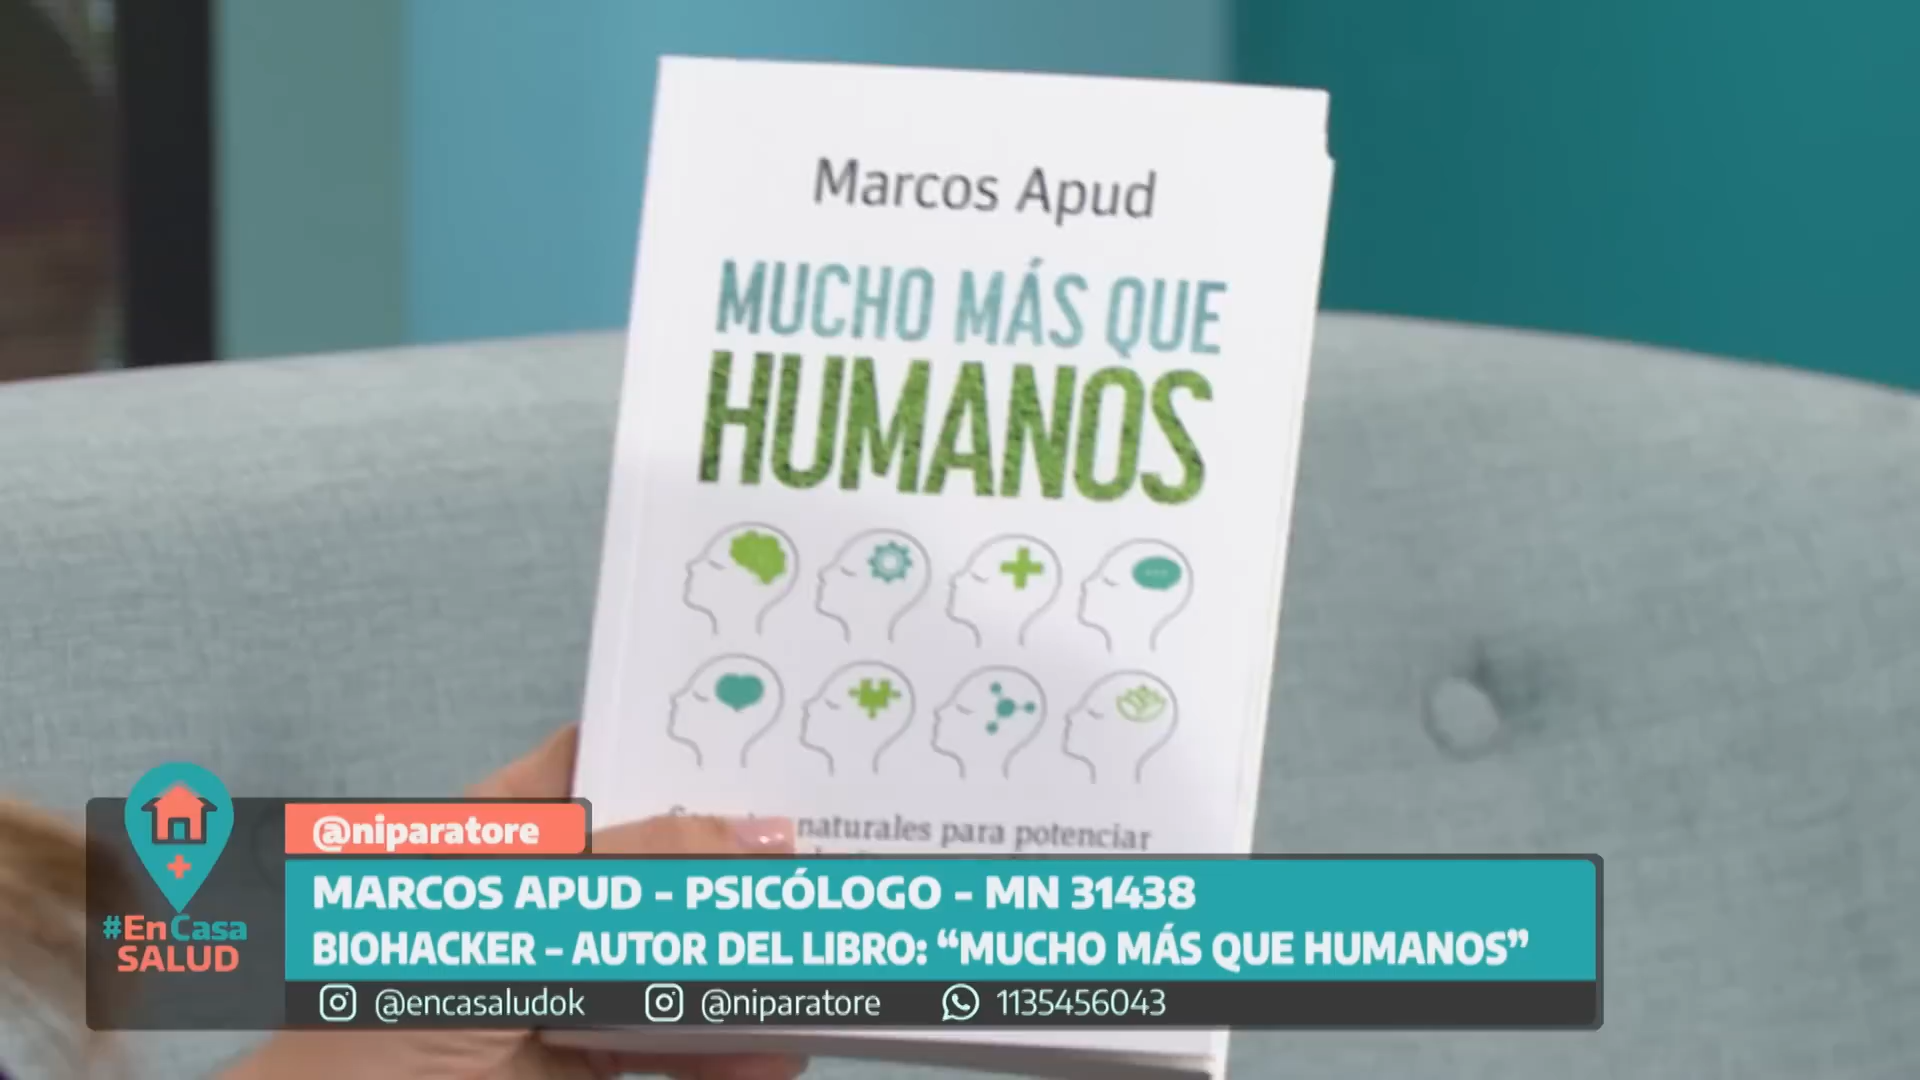 Marcos Apud
MUCHO MÁS QUE
HUMANOS
naturales para potenciar
@niparatore
#EnCasa
SALUD
MARCOS APUD - PSICÓLOGO - MN 31438
BIOHACKER - AUTOR DEL LIBRO: “MUCHO MÁS QUE HUMANOS”
@encasaludok @niparatore 1135456043